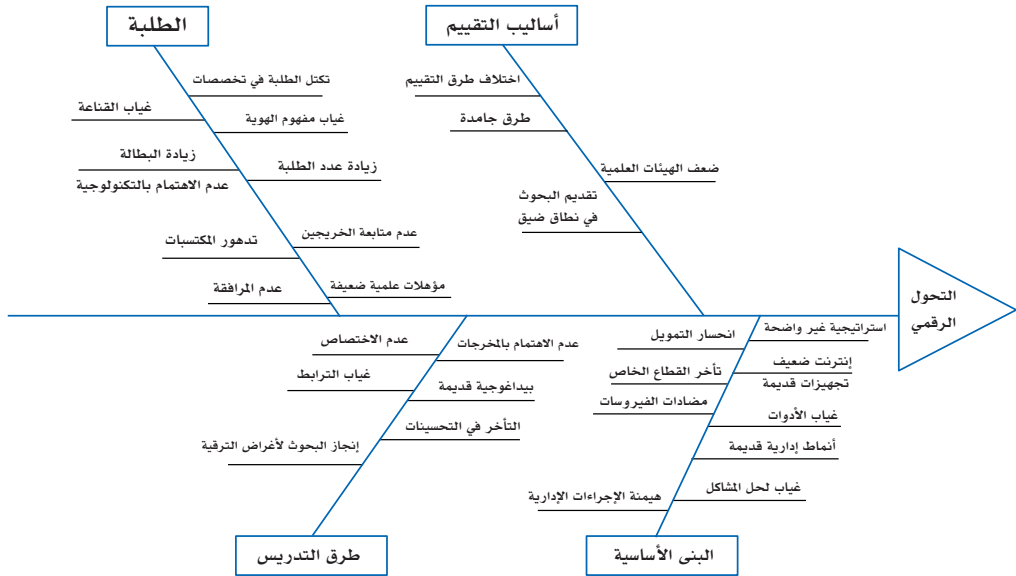 أساليب التقييم
الطلبة
اختلاف طرق التقييم
طرق جامدة
ضعف الهيئات العلمية
تقديم البحوث
في نطاق ضيق
تكتل الطلبة في تخصصات
غياب القناعة
غياب مفهوم الهوية
زيادة البطالة
زيادة عدد الطلبة
عدم الاهتمام بالتكنولوجية
عدم متابعة الخريجين
تدهور المكتسبات
مؤهلات علمية ضعيفة
عدم المرافقة
التحول
الرقمي
استراتيجية غير واضحة
انحسار التمويل
إنترنت ضعيف
تجهيزات قديمة
تأخر القطاع الخاص
مضادات الفيروسات
غياب الأدوات
أنماط إدارية قديمة
غياب لحل المشاكل
هيمنة الإجراءات الإدارية
البنى الأساسية
عدم الاهتمام بالمخرجات
عدم الاختصاص
غياب الترابط
بيداغوجية قديمة
التأخر في التحسينات
إنجاز البحوث لأغراض الترقية
طرق التدريس